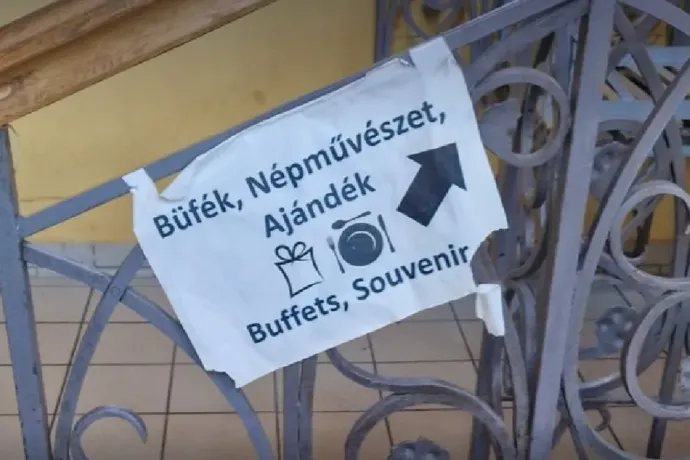 Büfék, Népművészet,
Ajándék
Buffets, Souvenir